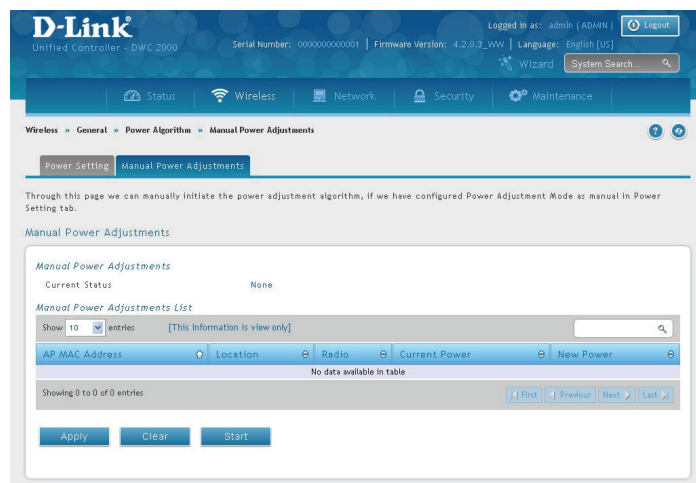 D-Link
Unified Controller - DWC 2000
Logged in as: admin ( ADMIN ) Logout
Serial Number: 0000000000001 | Firmware Version: 4.2.0.3_WW | Language: English [US]
Wizard System Search...
Status Wireless Network Security Maintenance
Wireless » General » Power Algorithm » Manual Power Adjustments
Power Setting Manual Power Adjustments
Through this page we can manually initiate the power adjustment algorithm, if we have configured Power Adjustment Mode as manual in Power
Setting tab.
Manual Power Adjustments
Manual Power Adjustments
Current Status None
Manual Power Adjustments List
Show 10 entries [This information is view only]
AP MAC Address Location Radio Current Power New Power
No data available in table
Showing 0 to 0 of 0 entries First Previous Next Last
Apply Clear Start